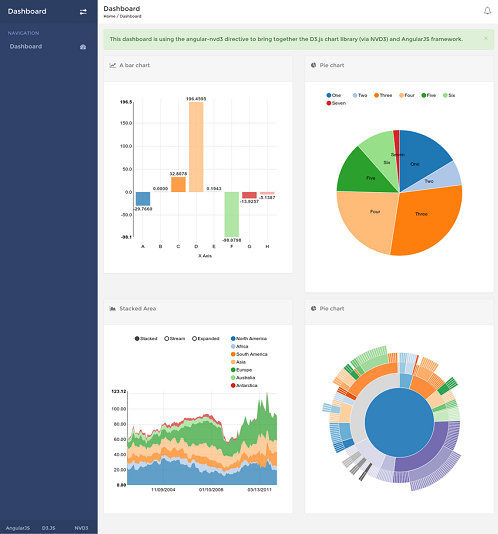 Dashboard
NAVIGATION
Dashboard
AngularJS D3.JS NVD3
Dashboard
Home / Dashboard
This dashboard is using the angular-nvd3 directive to bring together the D3.js chart library (via NVD3) and AngularJS framework. ×
A bar chart
196.5
150.0
100.0
50.0
0.0
-50.0
-98.1
-29.7660
0.0000
32.8078
196.4595
0.1943
-98.0798
-13.9257
-5.1387
A B C D E F G H
X Axis
Pie chart
One Two Three Four Five Six
Seven
One
Two
Three
Four
Five
Six
Seven
Stacked Area
Stacked Stream Expanded
North America
Africa
South America
Asia
Europe
Australia
Antarctica
123.12
100.00
80.00
60.00
40.00
20.00
0.00
11/09/2004 01/10/2008 03/13/2011
Pie chart